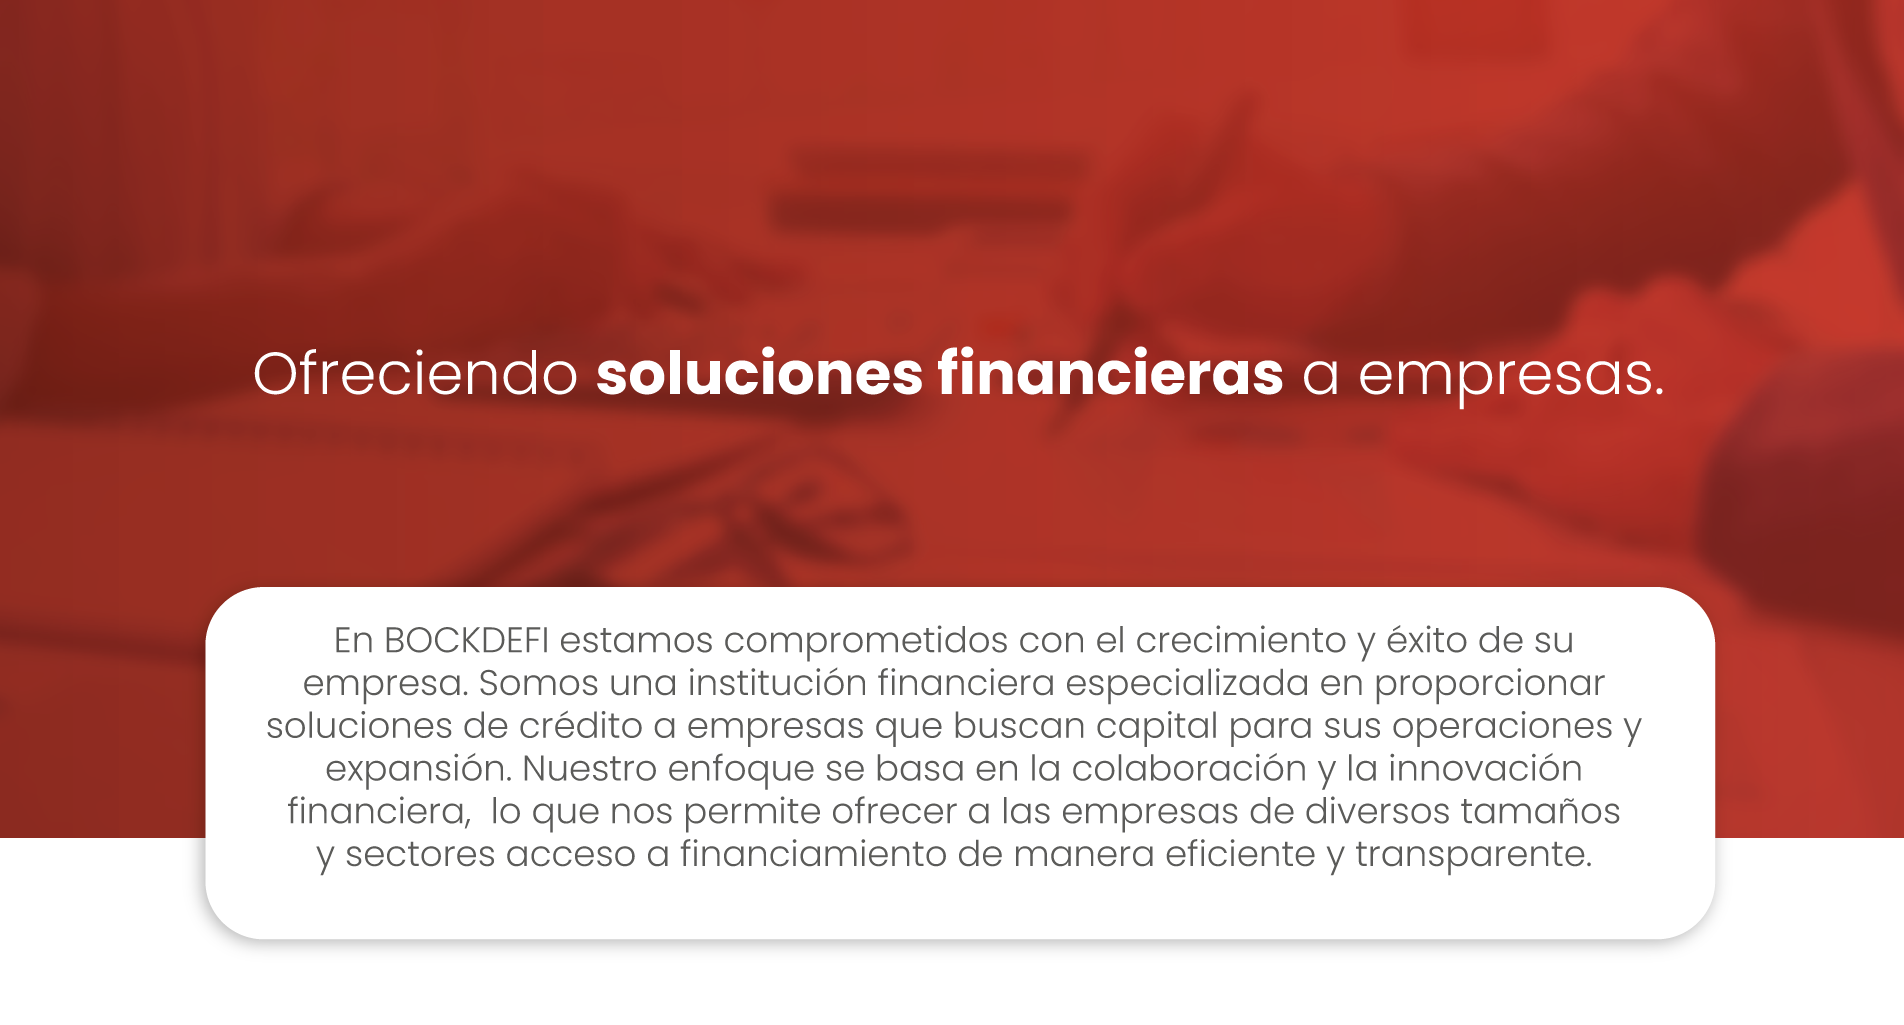 Ofreciendo soluciones financieras a empresas.
En BOCKDEFI estamos comprometidos con el crecimiento y éxito de su
empresa. Somos una institución financiera especializada en proporcionar
soluciones de crédito a empresas que buscan capital para sus operaciones y
expansión. Nuestro enfoque se basa en la colaboración y la innovación
financiera,  lo que nos permite ofrecer a las empresas de diversos tamaños
y sectores acceso a financiamiento de manera eficiente y transparente.